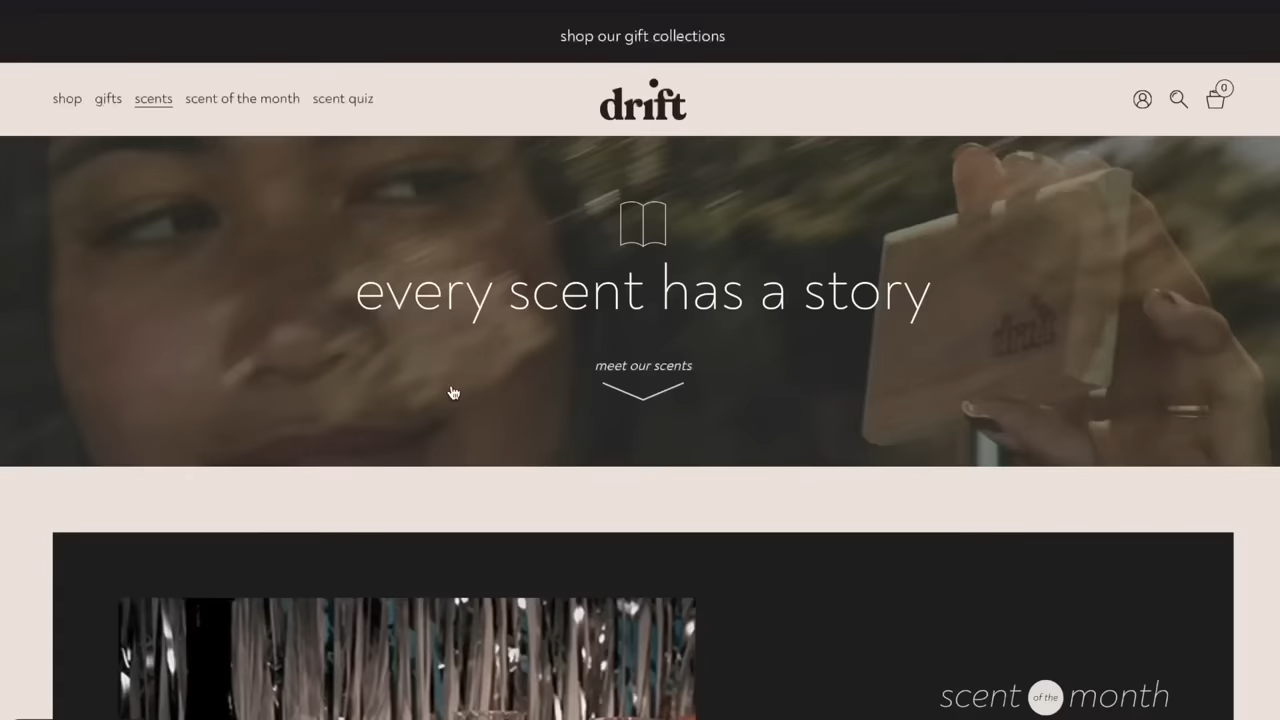 shop our gift collections
shop gifts scents scent of the month scent quiz
drift
0
every scent has a story
drift
meet our scents
scent of the month